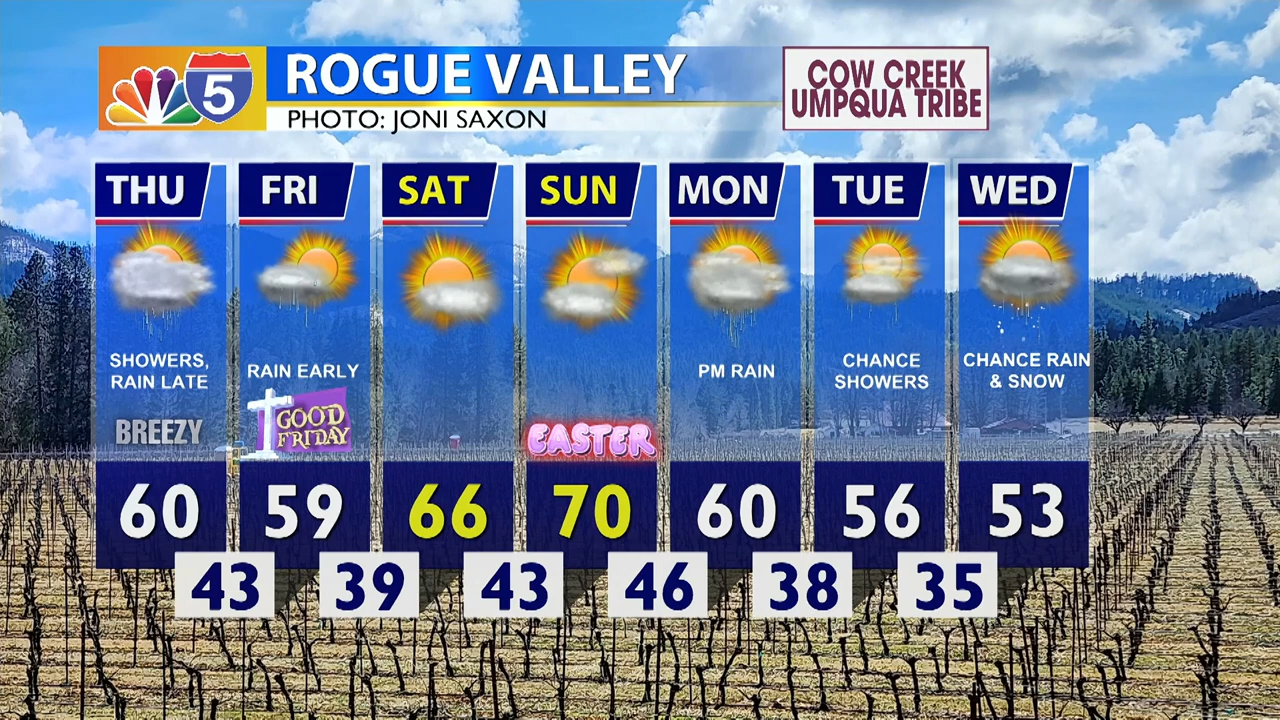 5
ROGUE VALLEY
PHOTO: JONI SAXON
COW CREEK
UMPQUA TRIBE
THU
SHOWERS,
RAIN LATE
BREEZY
60
43
FRI
RAIN EARLY
GOOD
FRIDAY
59
39
SAT
66
43
SUN
EASTER
70
46
MON
PM RAIN
60
38
TUE
CHANCE
SHOWERS
56
35
WED
CHANCE RAIN
& SNOW
53